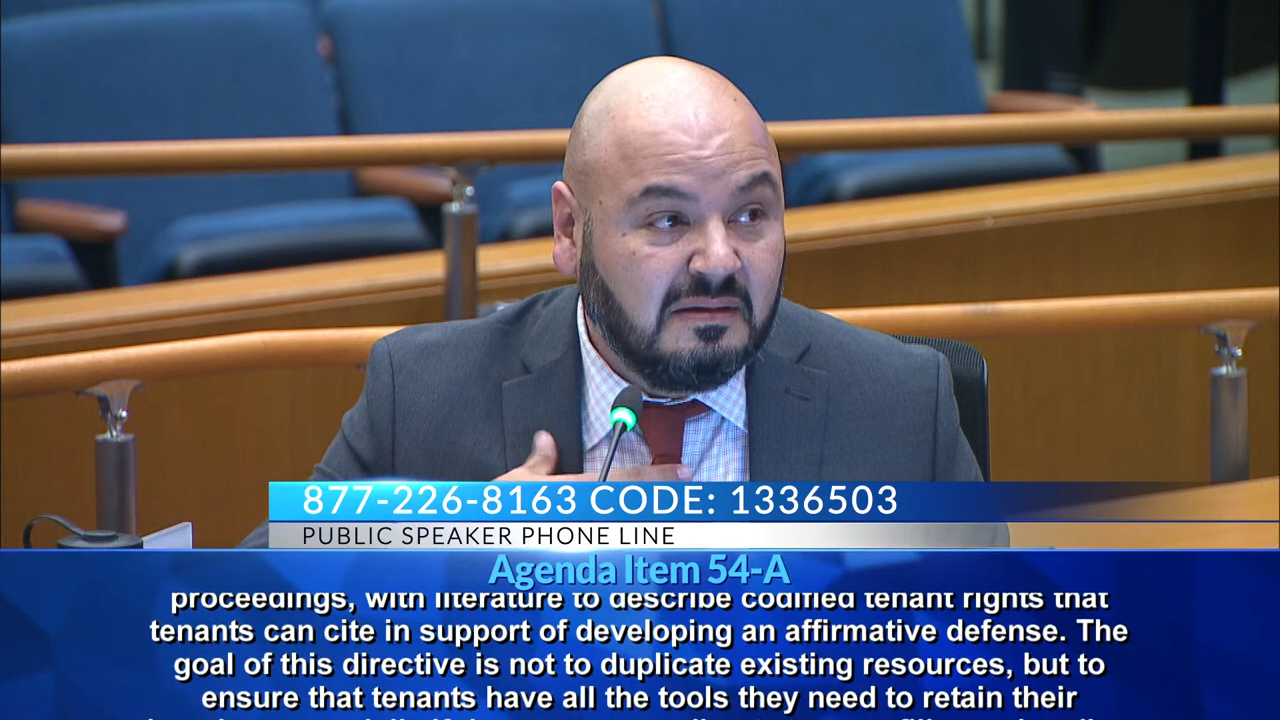 877-226-8163 CODE: 1336503
PUBLIC SPEAKER PHONE LINE
Agenda Item 54-A
proceedings, with literature to describe codified tenant rights that
tenants can cite in support of developing an affirmative defense. The
goal of this directive is not to duplicate existing resources, but to
ensure that tenants have all the tools they need to retain their